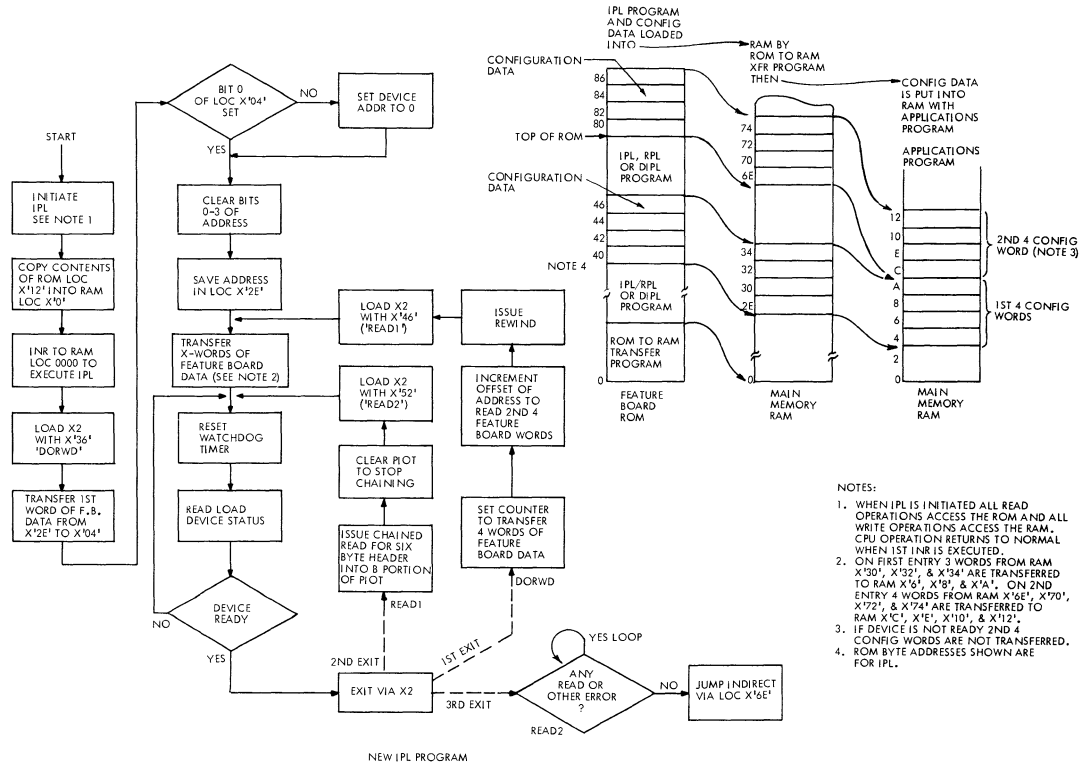 START
INITIATE
IPL
SEE NOTE 1
COPY CONTENTS
OF ROM LOC
X'12' INTO RAM
LOC X'0'
INR TO RAM
LOC 0000 TO
EXECUTE IPL
LOAD X2
WITH X'36'
'DORWD'
TRANSFER 1ST
WORD OF F.B.
DATA FROM
X'2E' TO X'04'
BIT 0
OF LOC X'04'
SET
NO
YES
SET DEVICE
ADDR TO 0
CLEAR BITS
0-3 OF
ADDRESS
SAVE ADDRESS
IN LOC X'2E'
TRANSFER
X-WORDS OF
FEATURE BOARD
DATA (SEE NOTE 2)
RESET
WATCHDOG
TIMER
READ LOAD
DEVICE STATUS
DEVICE
READY
NO
YES
LOAD X2
WITH X'46'
('READ1')
LOAD X2
WITH X'52'
('READ2')
CLEAR PIOT
TO STOP
CHAINING
ISSUE CHAINED
READ FOR SIX
BYTE HEADER
INTO B PORTION
OF PIOT
READ1
2ND EXIT
EXIT VIA X2
ISSUE
REWIND
INCREMENT
OFFSET OF
ADDRESS TO
READ 2ND 4
FEATURE
BOARD WORDS
SET COUNTER
TO TRANSFER
4 WORDS OF
FEATURE
BOARD DATA
DORWD
1ST EXIT
3RD EXIT
YES LOOP
ANY
READ OR
OTHER ERROR
?
READ2
NO
JUMP INDIRECT
VIA LOC X'6E'
NEW IPL PROGRAM
IPL PROGRAM
AND CONFIG
DATA LOADED
INTO
RAM BY
ROM TO RAM
XFR PROGRAM
THEN
CONFIG DATA
IS PUT INTO
RAM WITH
APPLICATIONS
PROGRAM
CONFIGURATION
DATA
86
84
82
80
TOP OF ROM
IPL, RPL
OR DIPL
PROGRAM
CONFIGURATION
DATA
46
44
42
40
NOTE 4
IPL/RPL
OR DIPL
PROGRAM
ROM TO RAM
TRANSFER
PROGRAM
0
FEATURE
BOARD
ROM
74
72
70
6E
34
32
30
2E
0
MAIN
MEMORY
RAM
APPLICATIONS
PROGRAM
12
10
E
C
A
8
6
4
2
0
2ND 4 CONFIG
WORD (NOTE 3)
1ST 4 CONFIG
WORDS
MAIN
MEMORY
RAM
NOTES:
1. WHEN IPL IS INITIATED ALL READ
OPERATIONS ACCESS THE ROM AND ALL
WRITE OPERATIONS ACCESS THE RAM.
CPU OPERATION RETURNS TO NORMAL
WHEN 1ST INR IS EXECUTED.
2. ON FIRST ENTRY 3 WORDS FROM RAM
X'30', X'32', & X'34' ARE TRANSFERRED
TO RAM X'6', X'8', & X'A'. ON 2ND
ENTRY 4 WORDS FROM RAM X'6E', X'70',
X'72', & X'74' ARE TRANSFERRED TO
RAM X'C', X'E', X'10', & X'12'.
3. IF DEVICE IS NOT READY 2ND 4
CONFIG WORDS ARE NOT TRANSFERRED.
4. ROM BYTE ADDRESSES SHOWN ARE
FOR IPL.